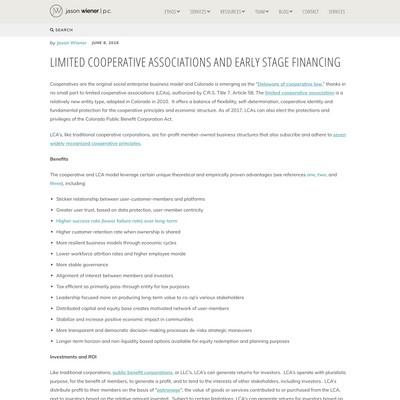 jason wiener | p.c.
ETHOS SERVICES RESOURCES TEAM BLOG CONTACT
SEARCH
by Jason Wiener JUNE 8, 2018
LIMITED COOPERATIVE ASSOCIATIONS AND EARLY STAGE FINANCING
Cooperatives are the original social enterprise business model and Colorado is emerging as the "Delaware of cooperative law," thanks in
no small part to limited cooperative associations (LCAs), authorized by C.R.S. Title 7, Article 58. The limited cooperative association is a
relatively new entity type, adopted in Colorado in 2010. It offers a balance of flexibility, self-determination, cooperative identity and
fundamental protection for the cooperative principles and economic structure. As of 2017, LCAs can also elect the protections and
privileges of the Colorado Public Benefit Corporation Act.
LCA's, like traditional cooperative corporations, are for-profit member-owned business structures that also subscribe and adhere to seven
widely recognized cooperative principles.
Benefits
The cooperative and LCA model leverage certain unique theoretical and empirically proven advantages (see references one, two, and
three), including:
Stickier relationship between user-customer-members and platforms
Greater user trust, based on data protection, user-member centricity
Higher success rate (lower failure rate) over long-term
Higher customer retention rate when ownership is shared
More resilient business models through economic cycles
Lower workforce attrition rates and higher employee morale
More stable governance
Alignment of interest between members and investors
Tax efficient as primarily pass-through entity for tax purposes
Leadership focused more on producing long-term value to co-op's various stakeholders
Distributed capital and equity base creates motivated network of user-members
Stabilize and increase positive economic impact in communities
More transparent and democratic decision-making processes de-risks strategic maneuvers
Longer term horizon and non-liquidity based options available for equity redemption and planning purposes
Investments and ROI
Like traditional corporations, public benefit corporations, or LLC's, LCA's can generate returns for investors. LCA's operate with pluralistic
purpose, for the benefit of members, to generate a profit, and to tend to the interests of other stakeholders, including investors. LCA's
distribute profit to their members on the basis of "patronage", the value of goods or services contributed to or purchased from the LCA,
and to investors based on the relative amount invested. Subject to certain limitations, LCA's can generate returns for investors based on